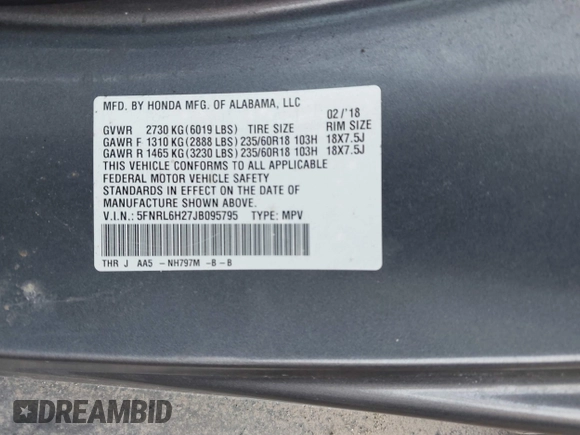 MFD. BY HONDA MFG. OF ALABAMA, LLC
02/'18
GVWR 2730 KG(6019 LBS) TIRE SIZE RIM SIZE
GAWR F 1310 KG(2888 LBS)235/60R18 103H 18X7.5J
GAWR R 1465 KG(3230 LBS)235/60R18 103H 18X7.5J
THIS VEHICLE CONFORMS TO ALL APPLICABLE
FEDERAL MOTOR VEHICLE SAFETY
STANDARDS IN EFFECT ON THE DATE OF
MANUFACTURE SHOWN ABOVE.
V.I.N.: 5FNRL6H27JB095795 TYPE: MPV
THR J AA5 -NH797M -B-B
DREAMBID